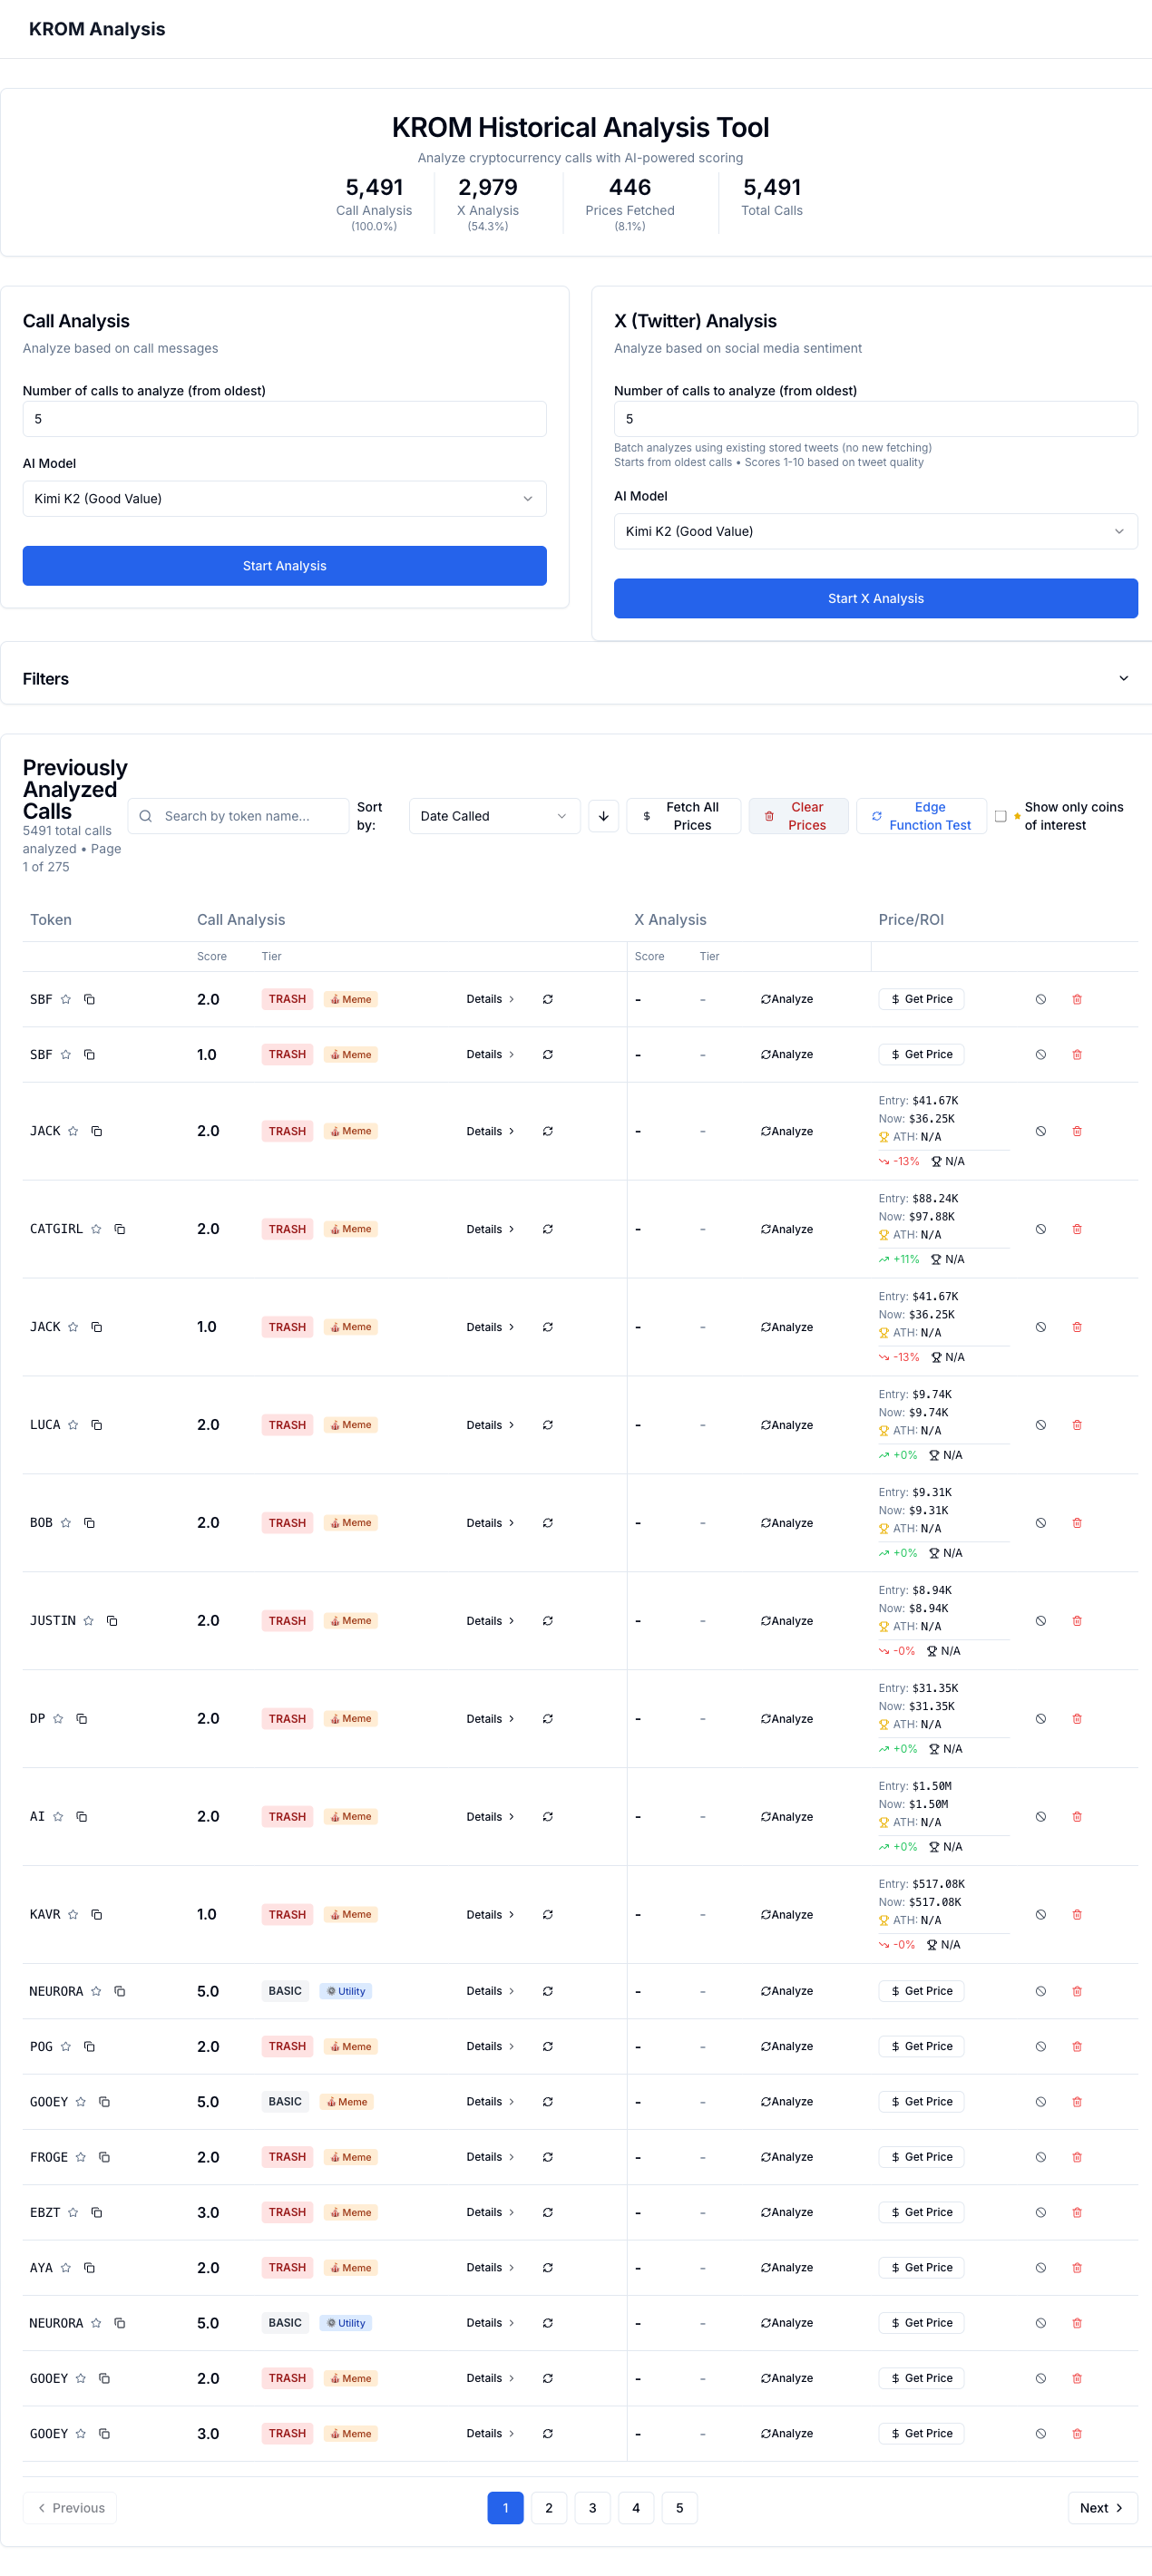 KROM Analysis
KROM Historical Analysis Tool
Analyze cryptocurrency calls with AI-powered scoring
5,491 2,979 446 5,491
Call Analysis X Analysis Prices Fetched Total Calls
(100.0%) (54.3%) (8.1%)
Call Analysis
Analyze based on call messages
Number of calls to analyze (from oldest)
5
AI Model
Kimi K2 (Good Value)
Start Analysis
X (Twitter) Analysis
Analyze based on social media sentiment
Number of calls to analyze (from oldest)
5
Batch analyzes using existing stored tweets (no new fetching)
Starts from oldest calls • Scores 1-10 based on tweet quality
AI Model
Kimi K2 (Good Value)
Start X Analysis
Filters
Previously
Analyzed
Calls
5491 total calls
analyzed • Page
1 of 275
Search by token name...
Sort
by:
Date Called
Fetch All
Prices
Clear
Prices
Edge
Function Test
Show only coins
of interest
Token Call Analysis X Analysis Price/ROI
Score Tier Score Tier
SBF 2.0 TRASH Meme Details - - Analyze Get Price
SBF 1.0 TRASH Meme Details - - Analyze Get Price
JACK 2.0 TRASH Meme Details - - Analyze
Entry: $41.67K
Now: $36.25K
ATH: N/A
-13% N/A
CATGIRL 2.0 TRASH Meme Details - - Analyze
Entry: $88.24K
Now: $97.88K
ATH: N/A
+11% N/A
JACK 1.0 TRASH Meme Details - - Analyze
Entry: $41.67K
Now: $36.25K
ATH: N/A
-13% N/A
LUCA 2.0 TRASH Meme Details - - Analyze
Entry: $9.74K
Now: $9.74K
ATH: N/A
+0% N/A
BOB 2.0 TRASH Meme Details - - Analyze
Entry: $9.31K
Now: $9.31K
ATH: N/A
+0% N/A
JUSTIN 2.0 TRASH Meme Details - - Analyze
Entry: $8.94K
Now: $8.94K
ATH: N/A
-0% N/A
DP 2.0 TRASH Meme Details - - Analyze
Entry: $31.35K
Now: $31.35K
ATH: N/A
+0% N/A
AI 2.0 TRASH Meme Details - - Analyze
Entry: $1.50M
Now: $1.50M
ATH: N/A
+0% N/A
KAVR 1.0 TRASH Meme Details - - Analyze
Entry: $517.08K
Now: $517.08K
ATH: N/A
-0% N/A
NEURORA 5.0 BASIC Utility Details - - Analyze Get Price
POG 2.0 TRASH Meme Details - - Analyze Get Price
GOOEY 5.0 BASIC Meme Details - - Analyze Get Price
FROGE 2.0 TRASH Meme Details - - Analyze Get Price
EBZT 3.0 TRASH Meme Details - - Analyze Get Price
AYA 2.0 TRASH Meme Details - - Analyze Get Price
NEURORA 5.0 BASIC Utility Details - - Analyze Get Price
GOOEY 2.0 TRASH Meme Details - - Analyze Get Price
GOOEY 3.0 TRASH Meme Details - - Analyze Get Price
Previous 1 2 3 4 5 Next